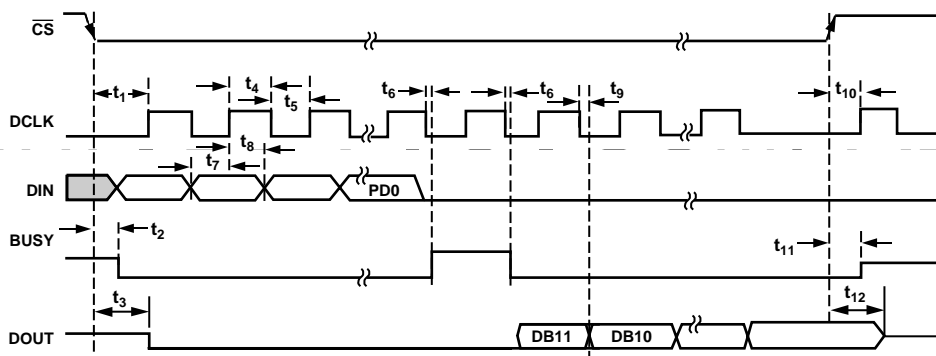 CS
t1
t4
t5
t6
t6
t9
t10
DCLK
t8
t7
DIN
PD0
BUSY
t2
t11
t3
t12
DOUT
DB11
DB10